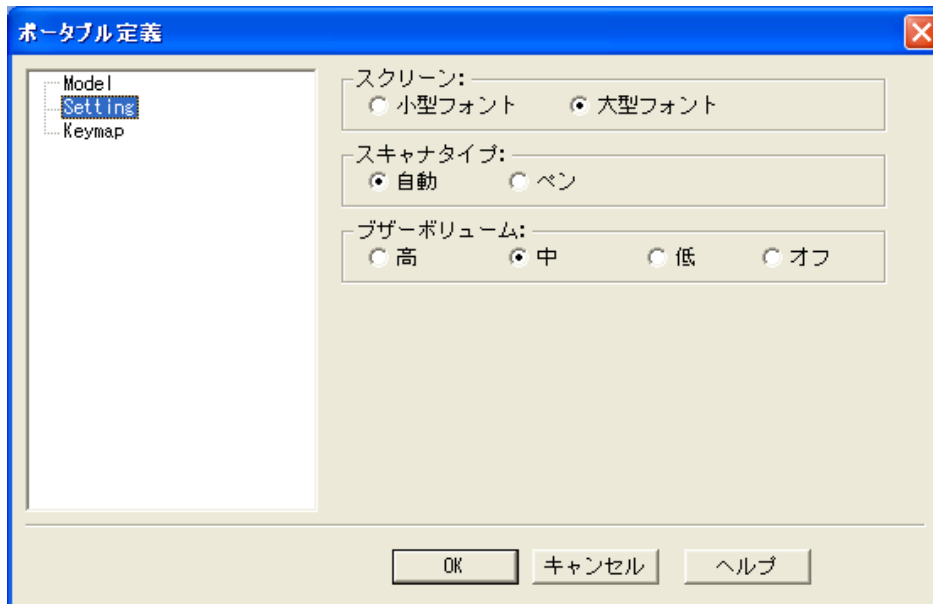 ポータブル定義
Model
Setting
Keymap
スクリーン:
小型フォント 大型フォント
スキャナタイプ:
自動 ペン
ブザーボリューム:
高 中 低 オフ
OK キャンセル ヘルプ